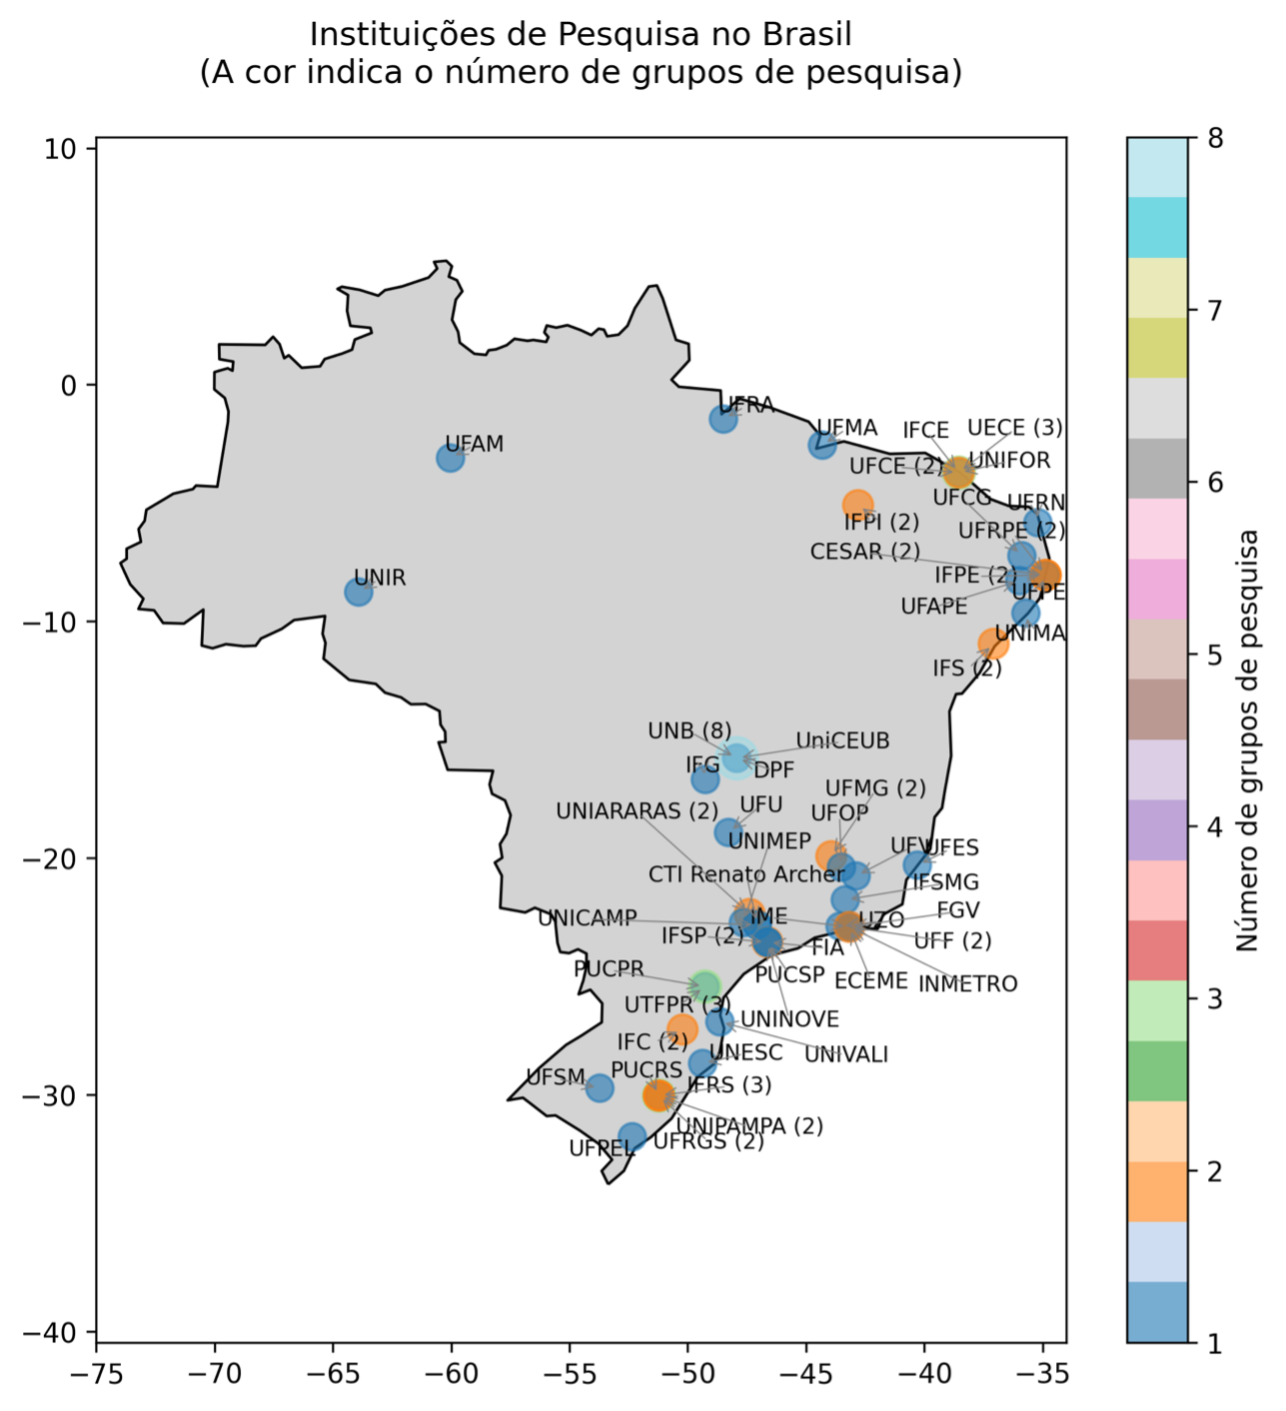 Instituições de Pesquisa no Brasil
(A cor indica o número de grupos de pesquisa)
10
0
−10
−20
−30
−40
−75
−70
−65
−60
−55
−50
−45
−40
−35
UFRA
UFMA
IFCE
UECE (3)
UFAM
UFCE (2)
UNIFOR
UFCG
UFRN
IFPI (2)
UFRPE (2)
CESAR (2)
UNIR
IFPE (2)
UFPE
UFAPE
UNIMA
IFS (2)
UNB (8)
UniCEUB
IFG
DPF
UFMG (2)
UNIARARAS (2)
UFU
UFOP
UNIMEP
UFV
UFES
CTI Renato Archer
IFSMG
UNICAMP
IME
UZO
FGV
IFSP (2)
FIA
UFF (2)
PUCPR
PUCSP
ECEME
INMETRO
UTFPR (3)
UNINOVE
IFC (2)
UNESC
UNIVALI
UFSM
PUCRS
IFRS (3)
UNIPAMPA (2)
UFPEL
UFRGS (2)
8
7
6
5
4
3
2
1
Número de grupos de pesquisa